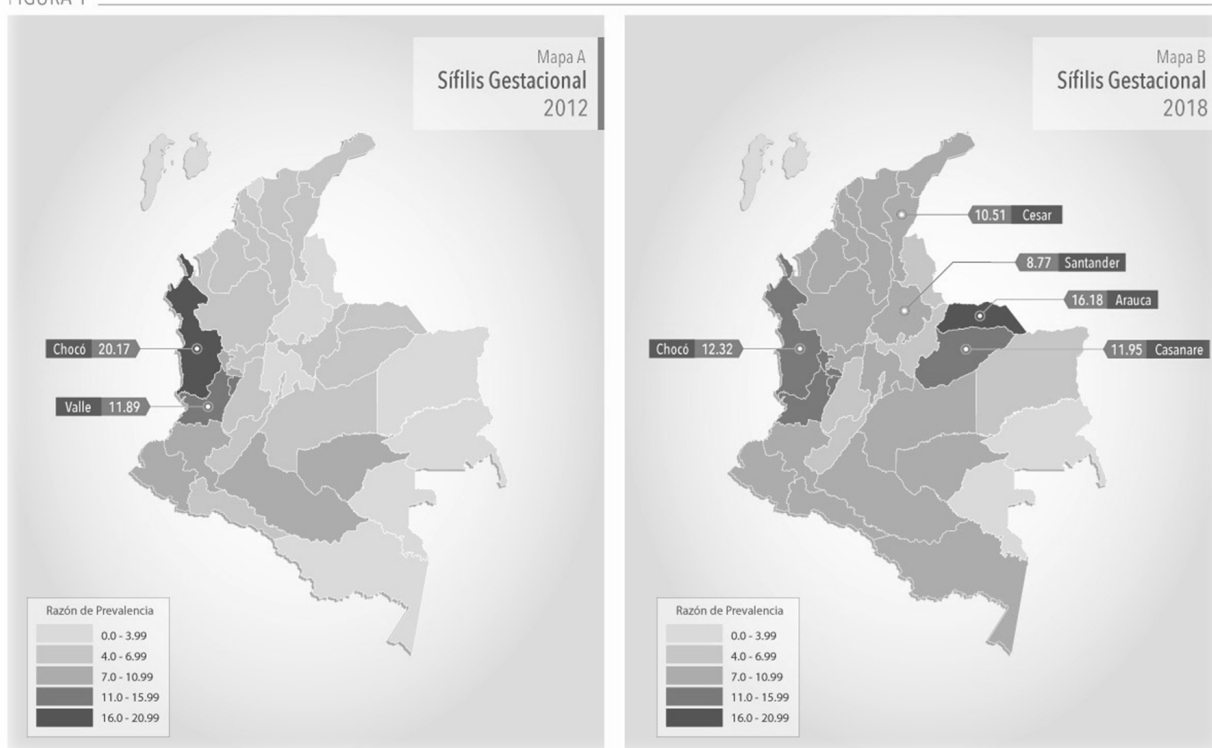 FIGURA 1
Mapa A
Sífilis Gestacional
2012
Chocó 20.17
Valle 11.89
Razón de Prevalencia
0.0 - 3.99
4.0 - 6.99
7.0 - 10.99
11.0 - 15.99
16.0 - 20.99
Mapa B
Sífilis Gestacional
2018
10.51 Cesar
8.77 Santander
16.18 Arauca
Chocó 12.32
11.95 Casanare
Razón de Prevalencia
0.0 - 3.99
4.0 - 6.99
7.0 - 10.99
11.0 - 15.99
16.0 - 20.99